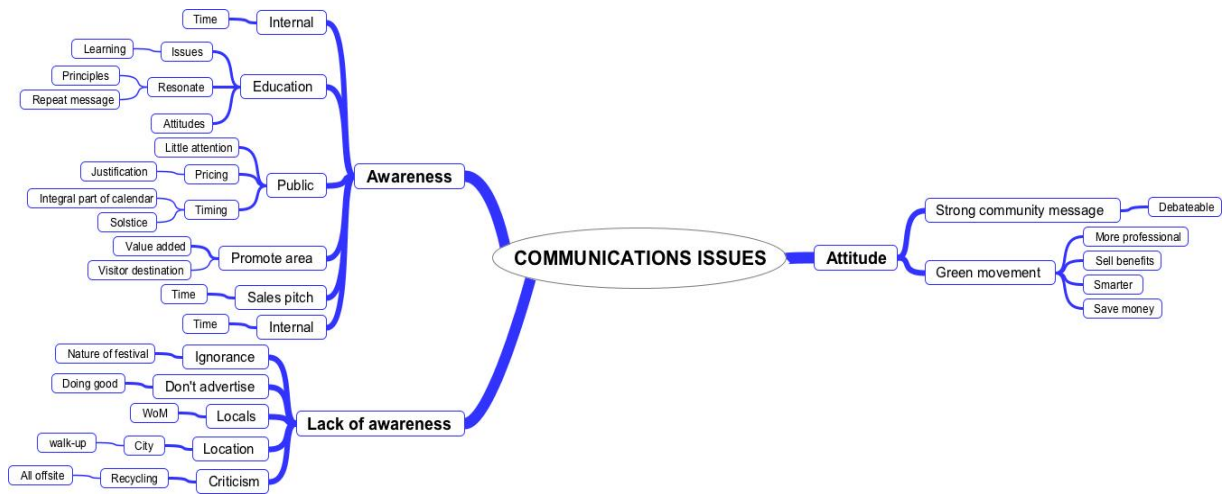 COMMUNICATIONS ISSUES
Awareness
Internal
Time
Education
Issues
Learning
Resonate
Principles
Repeat message
Attitudes
Public
Little attention
Pricing
Justification
Timing
Integral part of calendar
Solstice
Promote area
Value added
Visitor destination
Sales pitch
Time
Internal
Time
Lack of awareness
Ignorance
Nature of festival
Don't advertise
Doing good
Locals
WoM
Location
City
walk-up
Criticism
Recycling
All offsite
Attitude
Strong community message
Debateable
Green movement
More professional
Sell benefits
Smarter
Save money